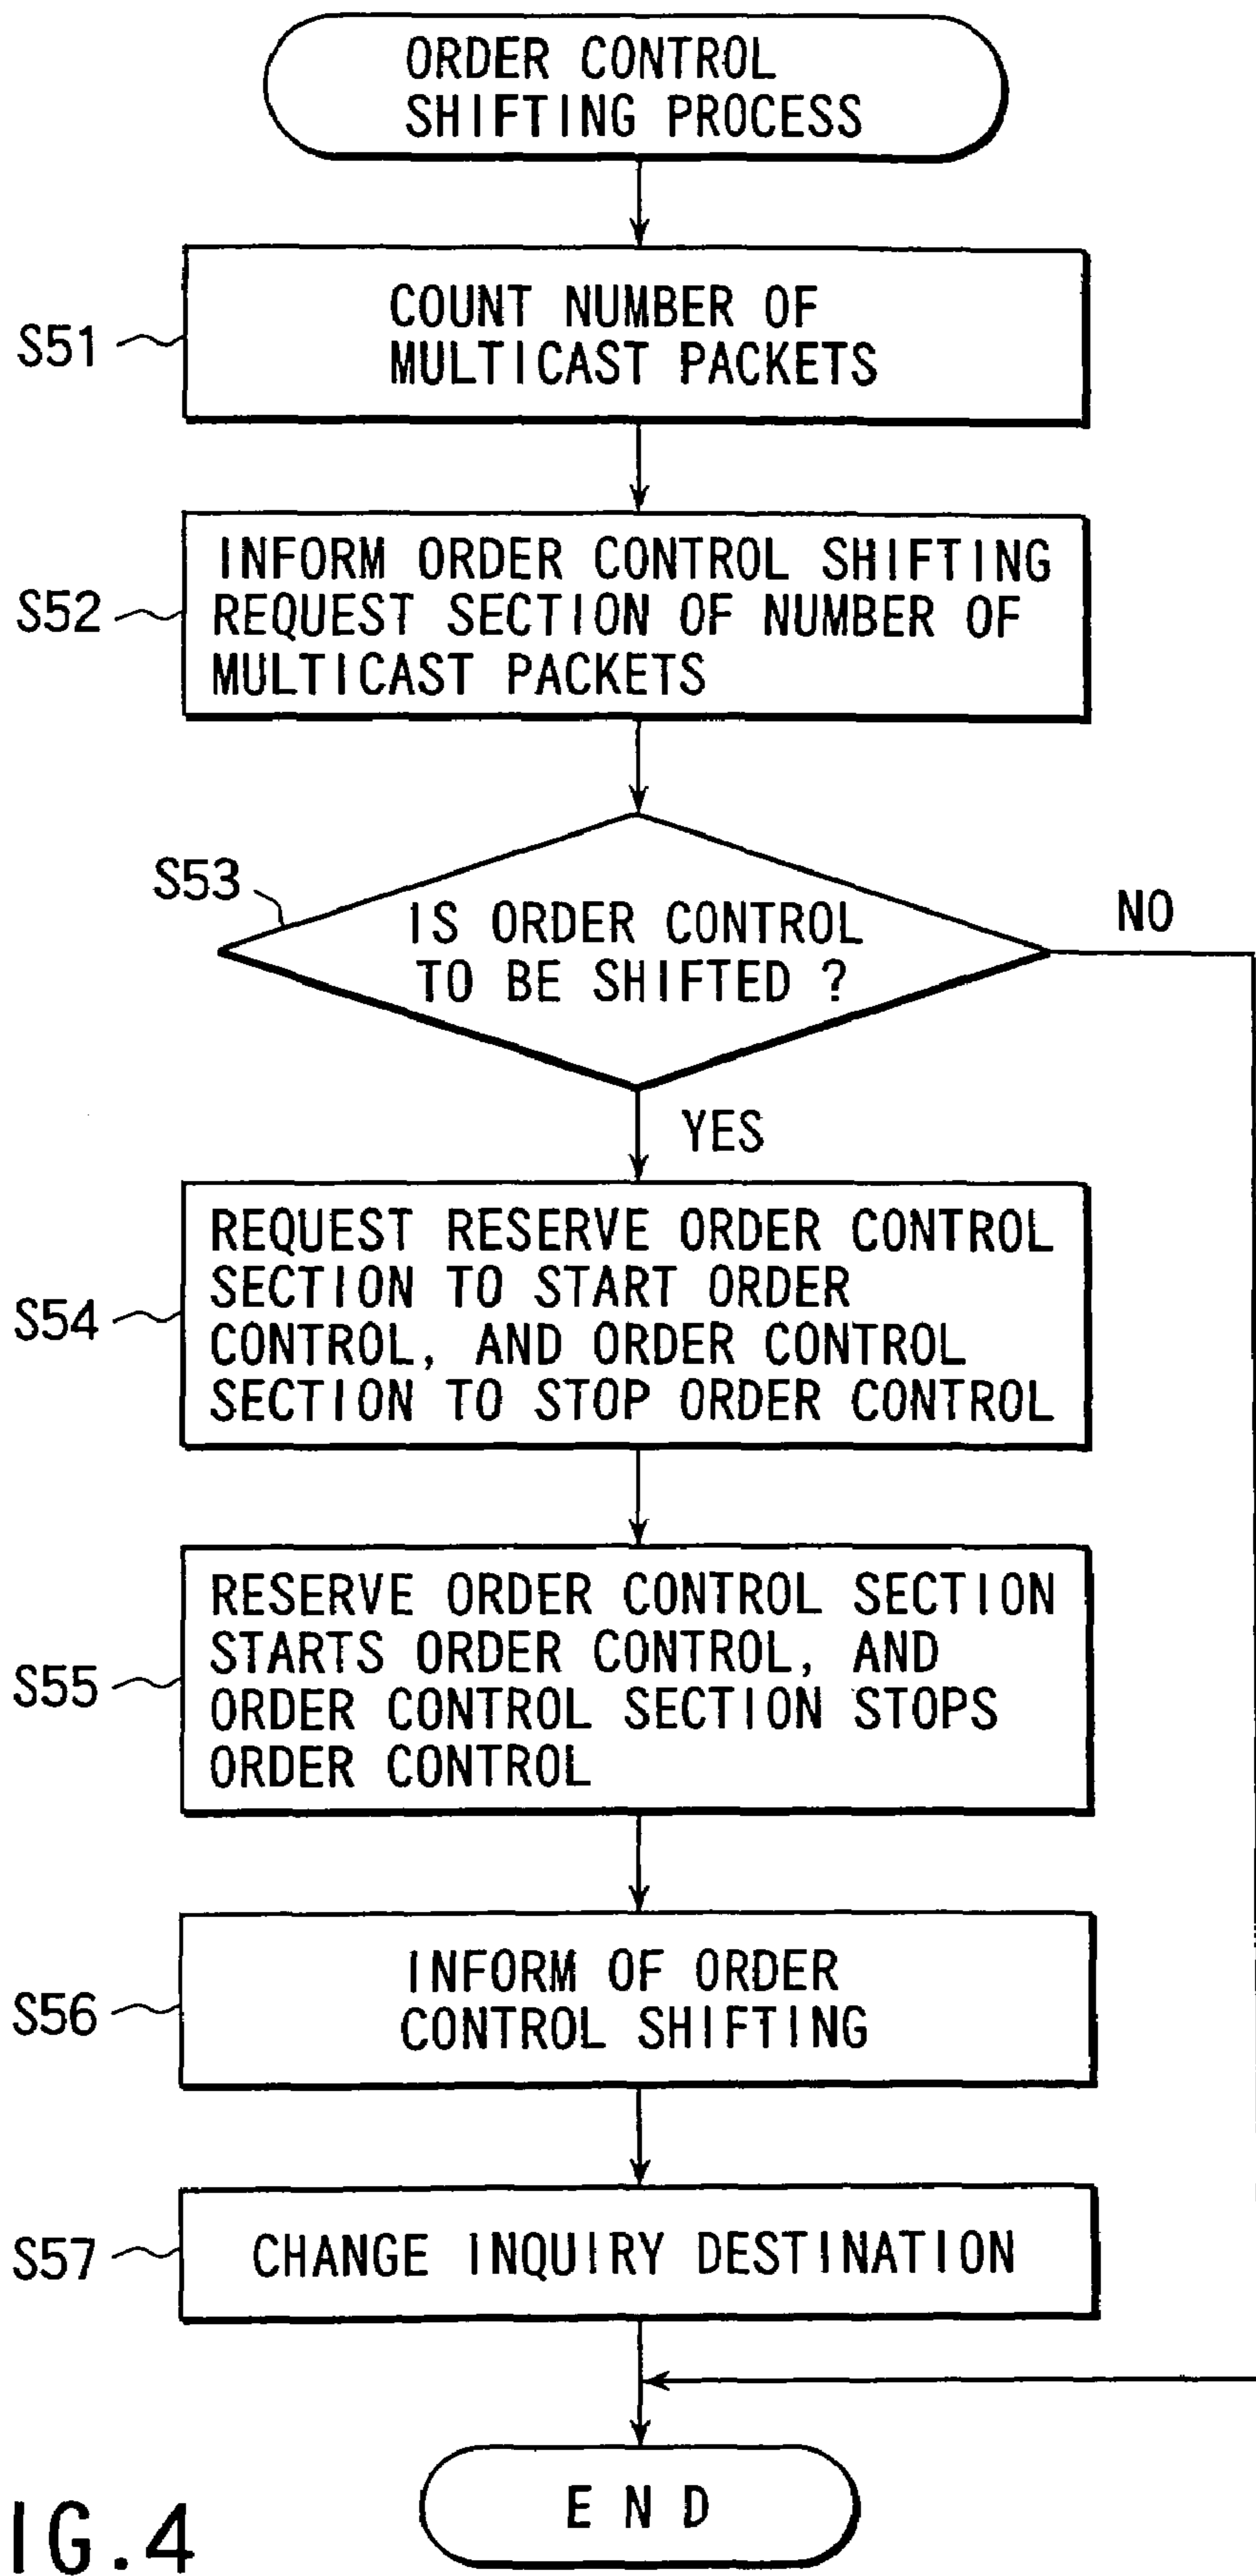 ORDER CONTROL
SHIFTING PROCESS
S51
COUNT NUMBER OF
MULTICAST PACKETS
S52
INFORM ORDER CONTROL SHIFTING
REQUEST SECTION OF NUMBER OF
MULTICAST PACKETS
S53
IS ORDER CONTROL
TO BE SHIFTED ?
NO
YES
S54
REQUEST RESERVE ORDER CONTROL
SECTION TO START ORDER
CONTROL, AND ORDER CONTROL
SECTION TO STOP ORDER CONTROL
S55
RESERVE ORDER CONTROL SECTION
STARTS ORDER CONTROL, AND
ORDER CONTROL SECTION STOPS
ORDER CONTROL
S56
INFORM OF ORDER
CONTROL SHIFTING
S57
CHANGE INQUIRY DESTINATION
END
IG.4